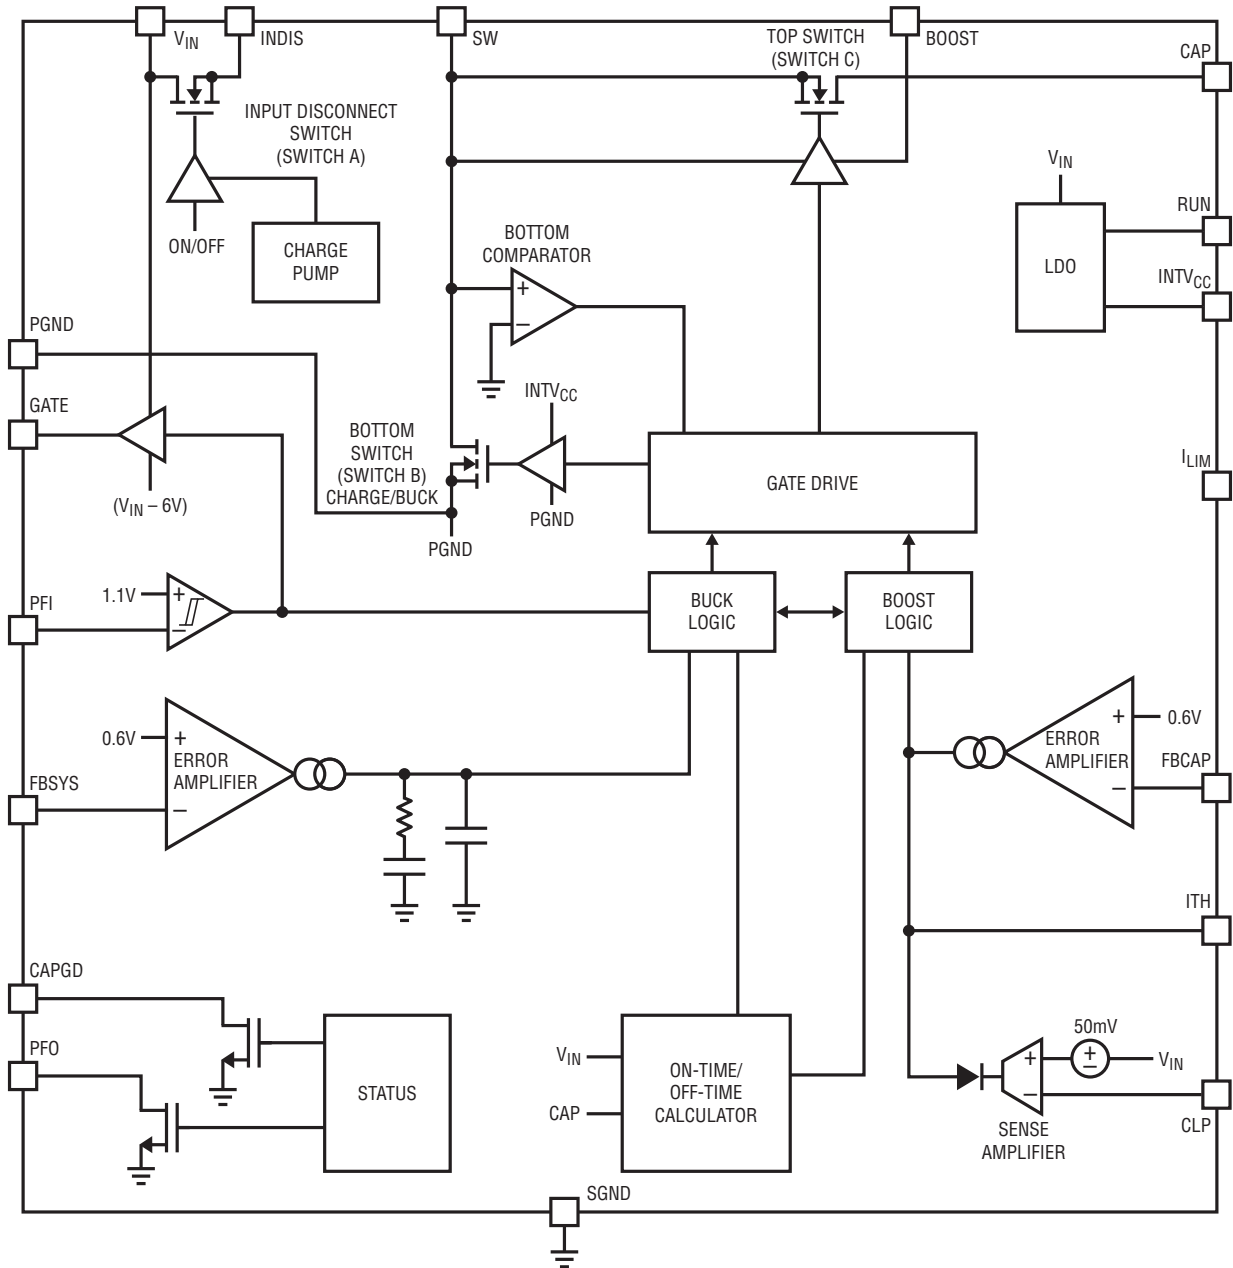 VIN
INDIS
SW
TOP SWITCH
(SWITCH C)
BOOST
CAP
INPUT DISCONNECT
SWITCH
(SWITCH A)
ON/OFF
CHARGE
PUMP
BOTTOM
COMPARATOR
+
–
VIN
LDO
RUN
INTVCC
PGND
GATE
(VIN – 6V)
BOTTOM
SWITCH
(SWITCH B)
CHARGE/BUCK
PGND
INTVCC
PGND
GATE DRIVE
ILIM
PFI
1.1V
+
–
BUCK
LOGIC
BOOST
LOGIC
FBSYS
0.6V
+
ERROR
AMPLIFIER
–
+
0.6V
ERROR
AMPLIFIER
–
FBCAP
ITH
CAPGD
PFO
STATUS
VIN
CAP
ON-TIME/
OFF-TIME
CALCULATOR
50mV
+
–
VIN
+
–
SENSE
AMPLIFIER
CLP
SGND